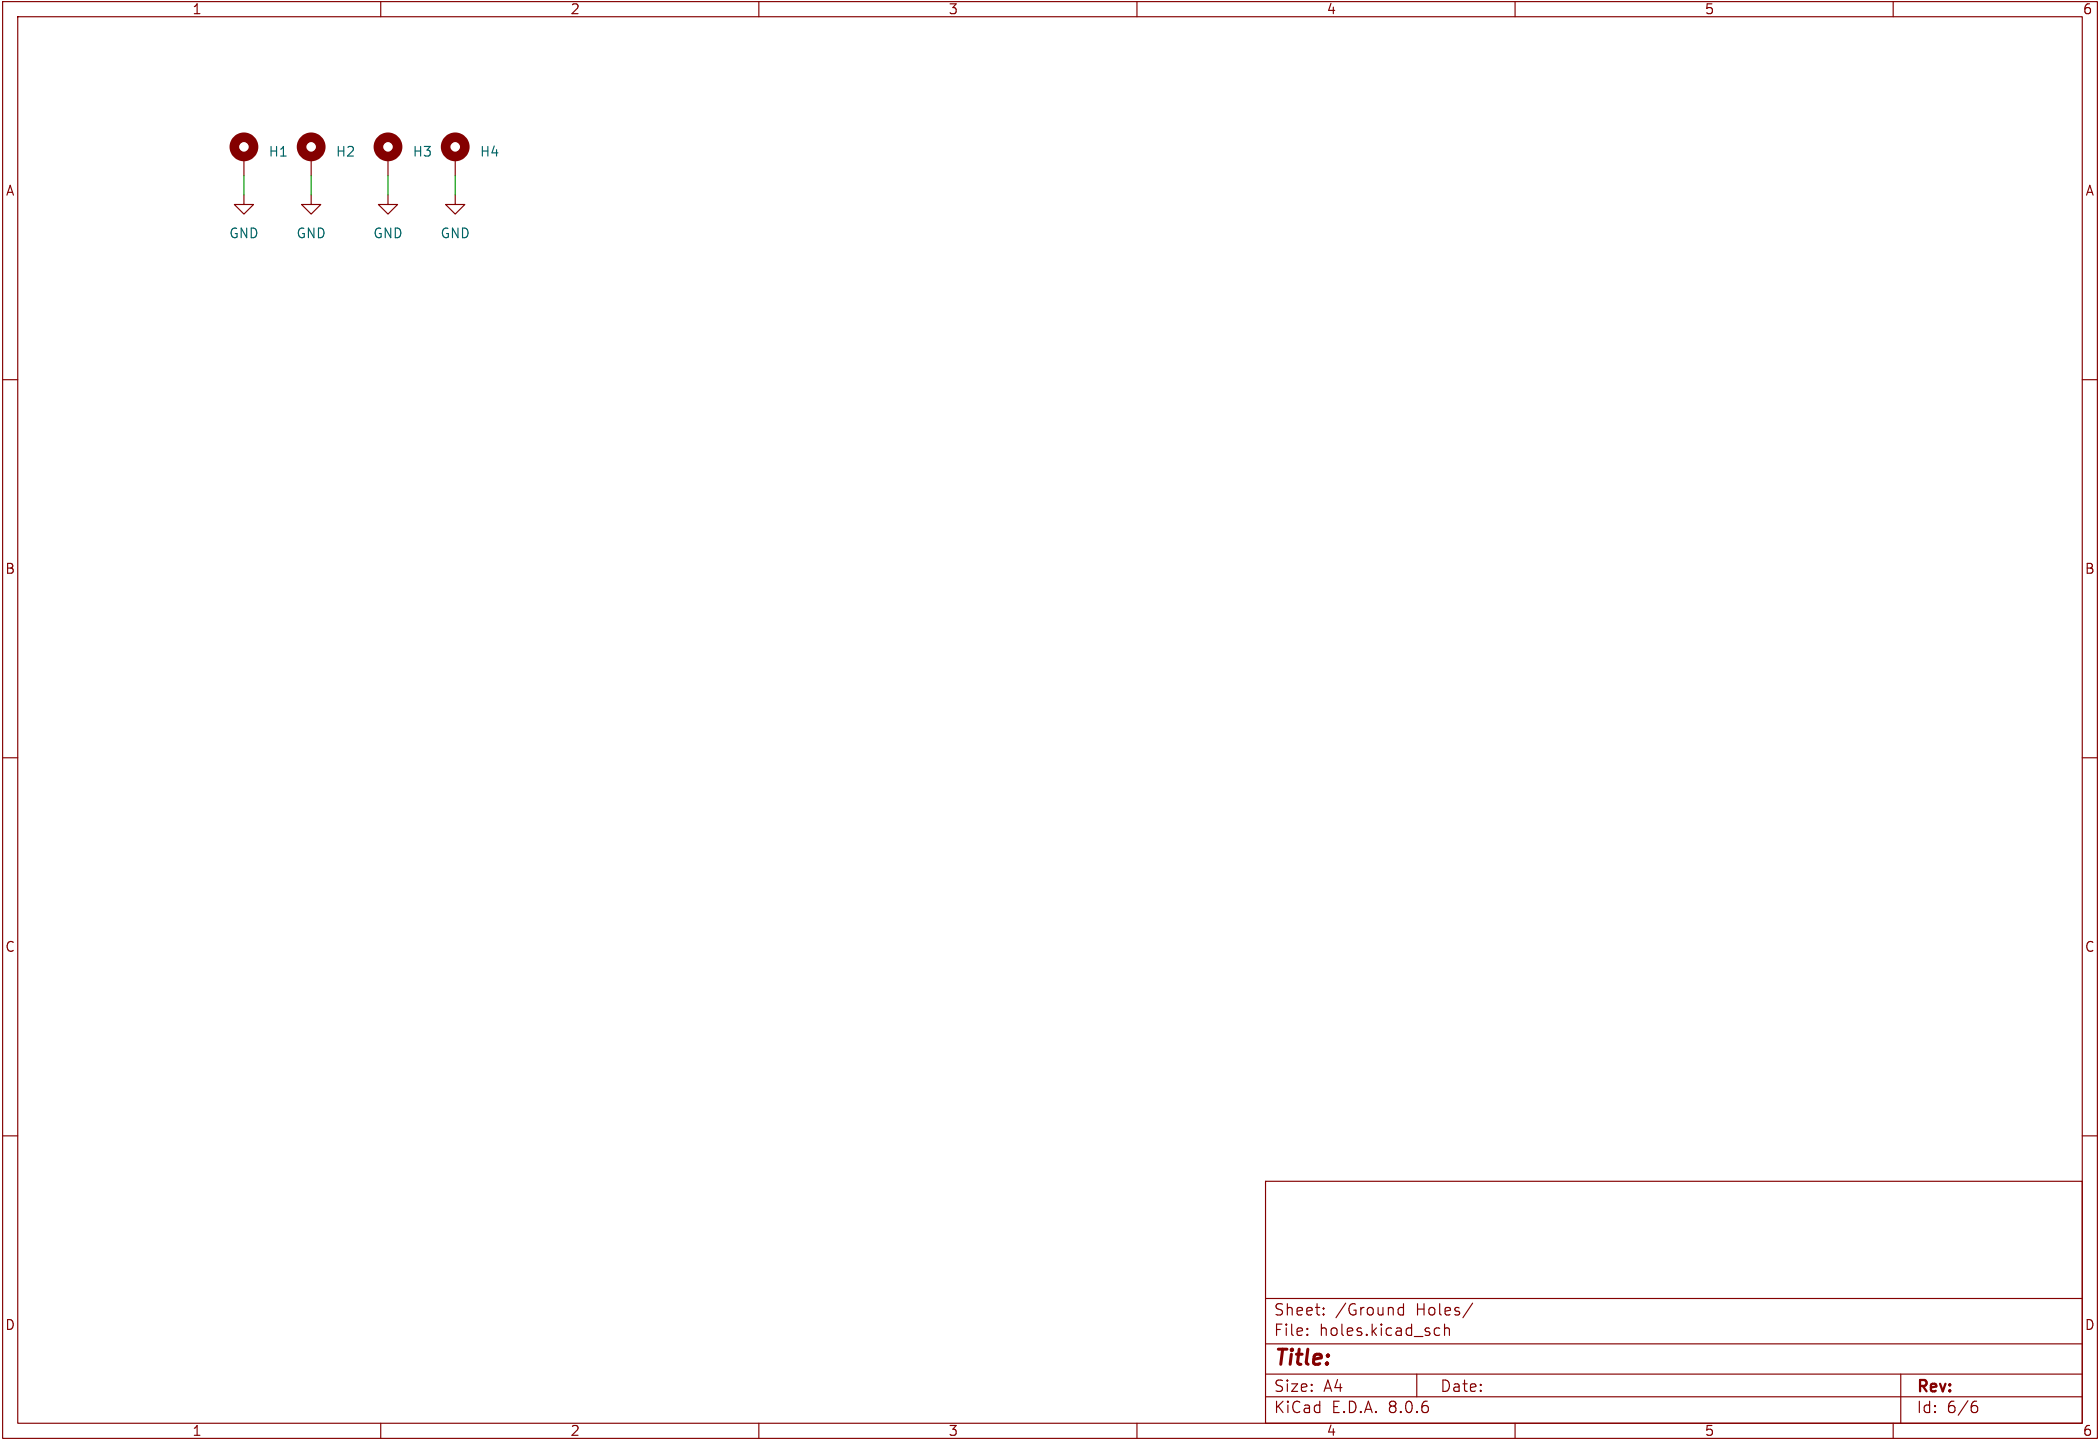 1 2 3 4 5 6
H1 H2 H3 H4
A A
GND GND GND GND
B B
C C
Sheet: /Ground Holes/
D D
File: holes.kicad_sch
Title:
Size: A4 Date: Rev:
KiCad E.D.A. 8.0.6 Id: 6/6
1 2 3 4 5 6